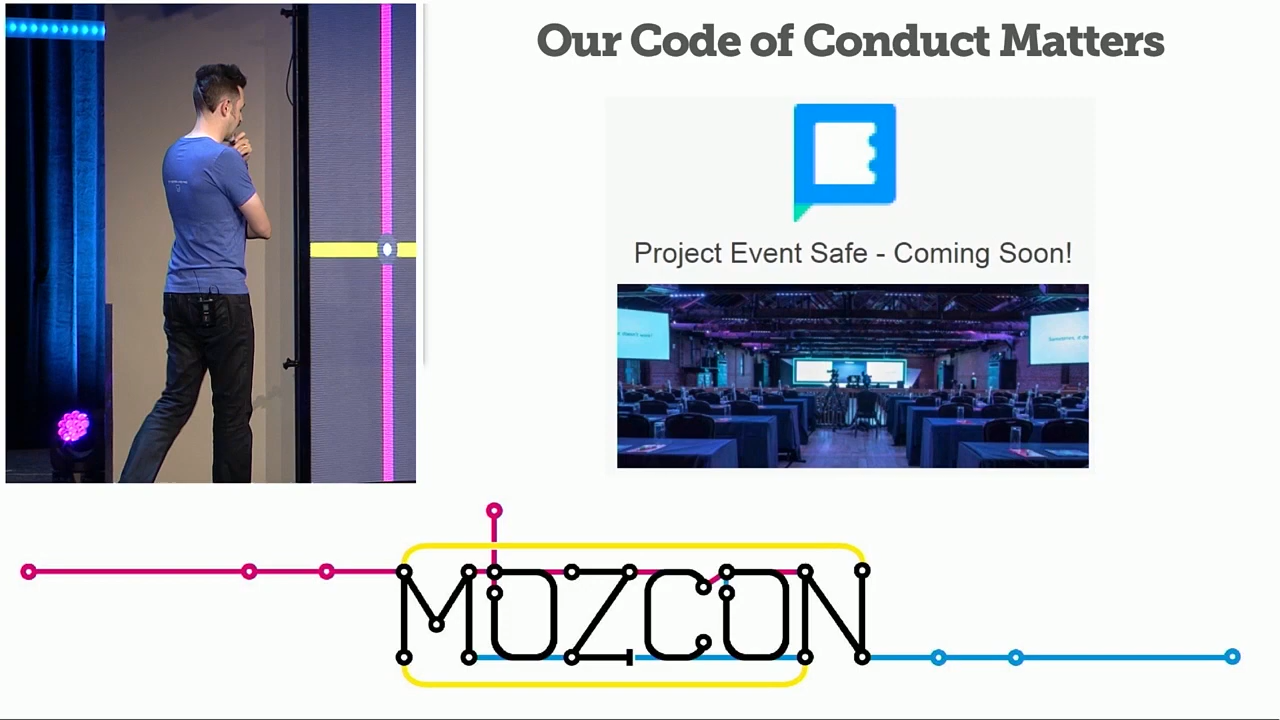 Our Code of Conduct Matters
Project Event Safe - Coming Soon!
MOZCON